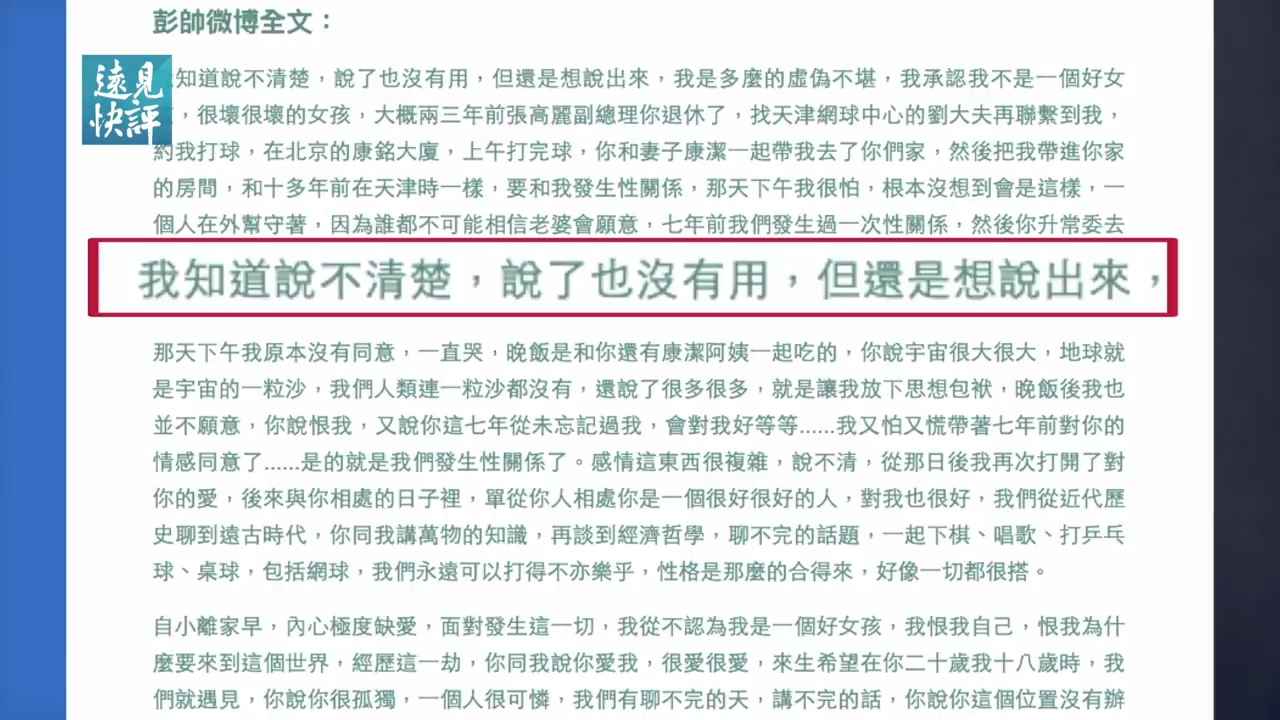 彭帥微博全文：
遠見
快評
知道說不清楚，說了也沒有用，但還是想說出來，我是多麼的虛偽不堪，我承認我不是一個好女
，很壞很壞的女孩，大概兩三年前張高麗副總理你退休了，找天津網球中心的劉大夫再聯繫到我，
約我打球，在北京的康銘大廈，上午打完球，你和妻子康潔一起帶我去了你們家，然後把我帶進你家
的房間，和十多年前在天津時一樣，要和我發生性關係，那天下午我很怕，根本沒想到會是這樣，一
個人在外幫守著，因為誰都不可能相信老婆會願意，七年前我們發生過一次性關係，然後你升常委去
我知道說不清楚，說了也沒有用，但還是想說出來，
那天下午我原本沒有同意，一直哭，晚飯是和你還有康潔阿姨一起吃的，你說宇宙很大很大，地球就
是宇宙的一粒沙，我們人類連一粒沙都沒有，還說了很多很多，就是讓我放下思想包袱，晚飯後我也
並不願意，你說恨我，又說你這七年從未忘記過我，會對我好等等......我又怕又慌帶著七年前對你的
情感同意了......是的就是我們發生性關係了。感情這東西很複雜，說不清，從那日後我再次打開了對
你的愛，後來與你相處的日子裡，單從你人相處你是一個很好很好的人，對我也很好，我們從近代歷
史聊到遠古時代，你同我講萬物的知識，再談到經濟哲學，聊不完的話題，一起下棋、唱歌、打乒乓
球、桌球，包括網球，我們永遠可以打得不亦樂乎，性格是那麼的合得來，好像一切都很搭。
自小離家早，內心極度缺愛，面對發生這一切，我從不認為我是一個好女孩，我恨我自己，恨我為什
麼要來到這個世界，經歷這一劫，你同我說你愛我，很愛很愛，來生希望在你二十歲我十八歲時，我
們就遇見，你說你很孤獨，一個人很可憐，我們有聊不完的天，講不完的話，你說你這個位置沒有辦